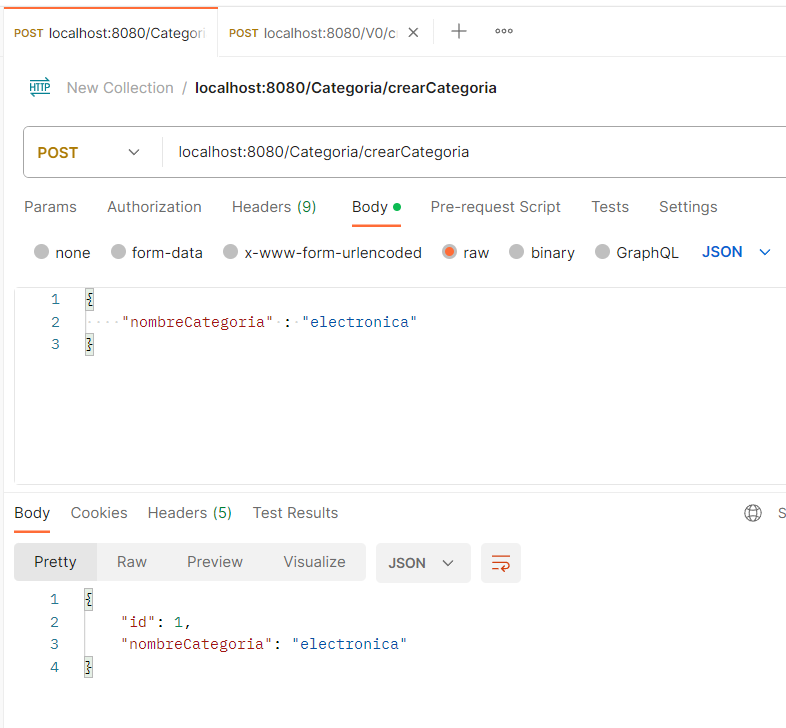 POST localhost:8080/Categori POST localhost:8080/V0/c
HTTP New Collection / localhost:8080/Categoria/crearCategoria
POST localhost:8080/Categoria/crearCategoria
Params Authorization Headers (9) Body Pre-request Script Tests Settings
none form-data x-www-form-urlencoded raw binary GraphQL JSON
1 {
2 "nombreCategoria" : "electronica"
3 }
Body Cookies Headers (5) Test Results S
Pretty Raw Preview Visualize JSON
1 {
2 "id": 1,
3 "nombreCategoria": "electronica"
4 }